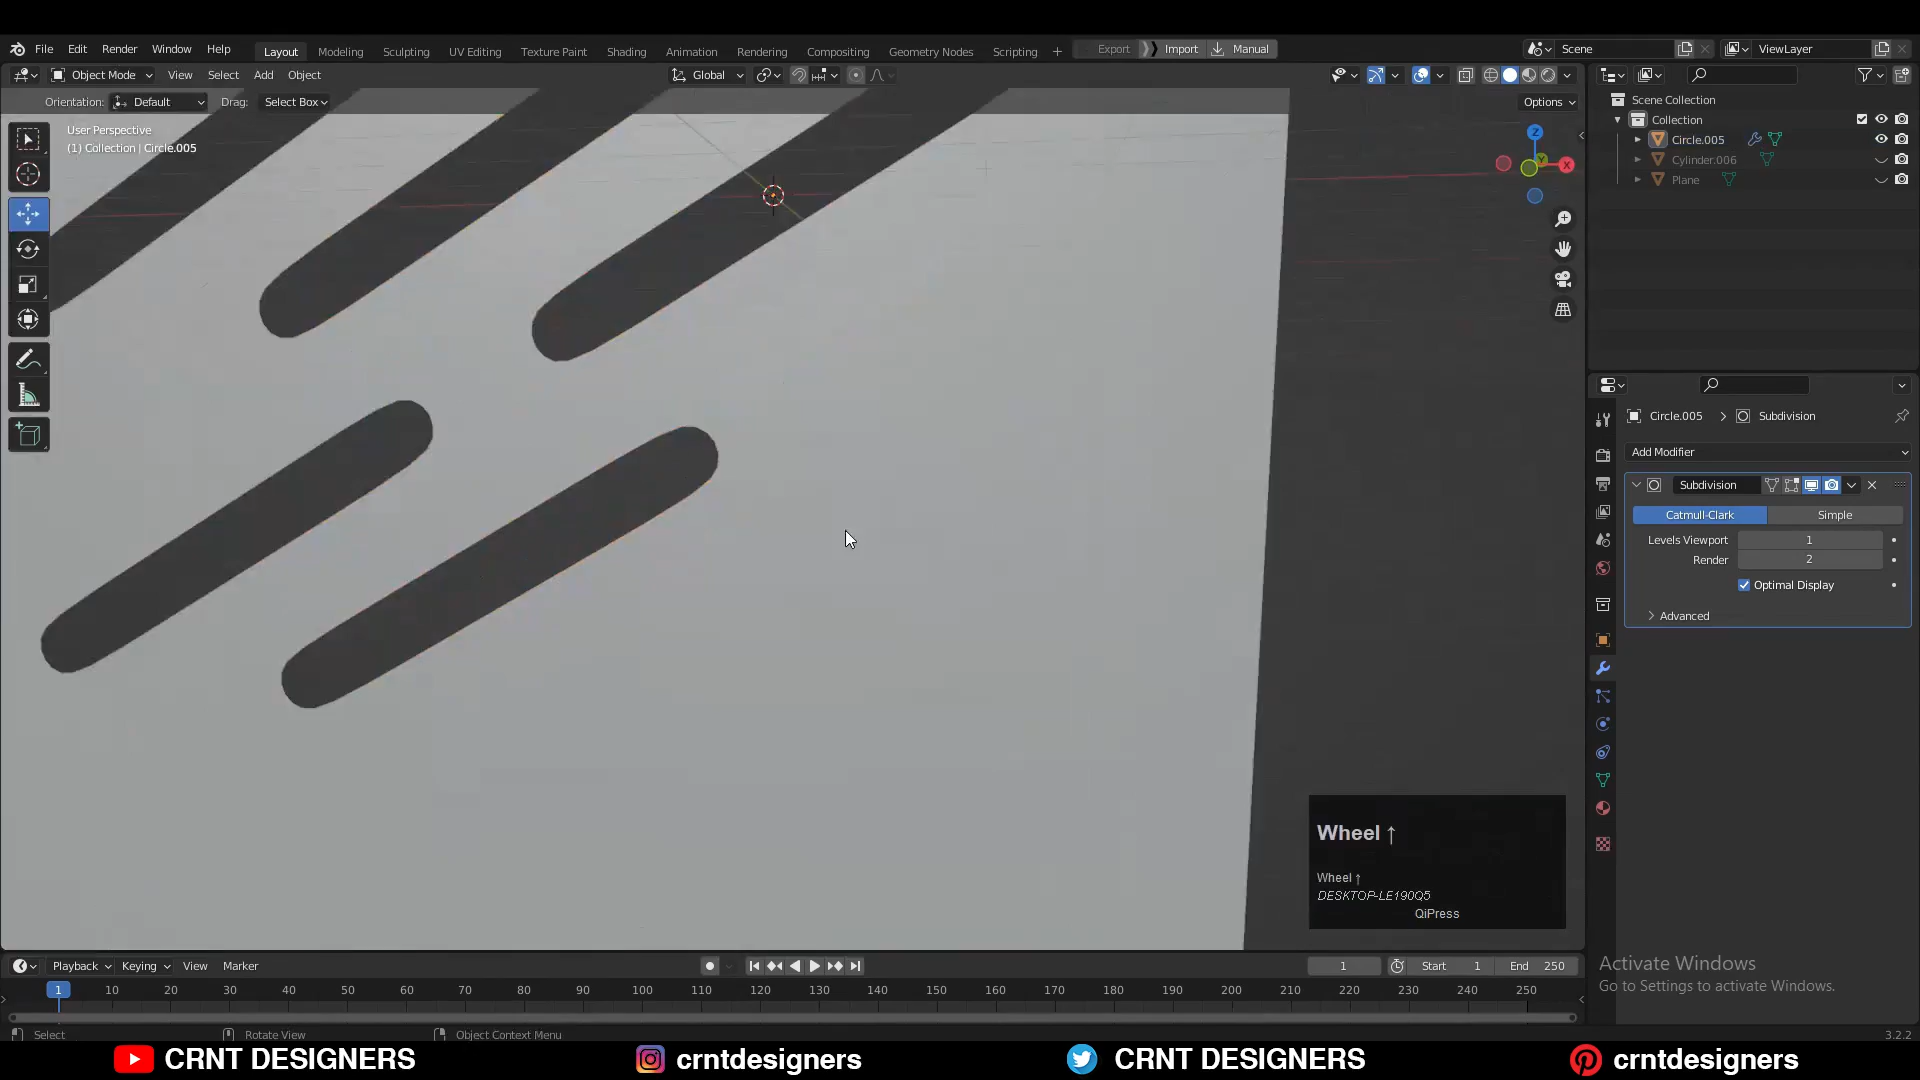 File Edit Render Window Help
Layout Modeling Sculpting UV Editing Texture Paint Shading Animation Rendering Compositing Geometry Nodes Scripting +
Export Import Manual
Scene
ViewLayer
Object Mode View Select Add Object
Global
Orientation: Default Drag: Select Box
Options
User Perspective
(1) Collection | Circle.005
Z
Y
X
Scene Collection
Collection
Circle.005
Cylinder.006
Plane
Circle.005 > Subdivision
Add Modifier
Subdivision
Catmull-Clark Simple
Levels Viewport 1
Render 2
Optimal Display
Advanced
Wheel ↑
Wheel ↑
DESKTOP-LE190Q5
QiPress
Activate Windows
Go to Settings to activate Windows.
Playback Keying View Marker
1
Start 1 End 250
1 10 20 30 40 50 60 70 80 90 100 110 120 130 140 150 160 170 180 190 200 210 220 230 240 250
Select Rotate View Object Context Menu
3.2.2
CRNT DESIGNERS crntdesigners CRNT DESIGNERS crntdesigners